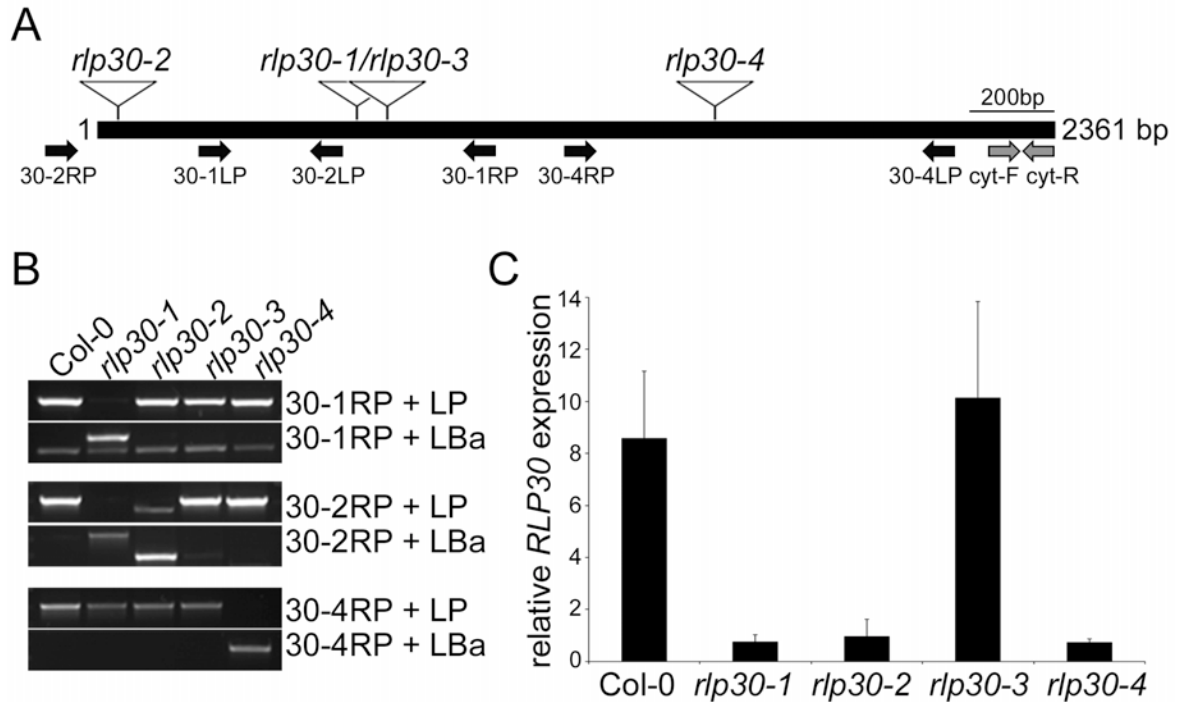 A
rlp30-2
rlp30-1/rlp30-3
rlp30-4
200bp
1
2361 bp
30-2RP
30-1LP
30-2LP
30-1RP
30-4RP
30-4LP
cyt-F
cyt-R
B
Col-0
rlp30-1
rlp30-2
rlp30-3
rlp30-4
30-1RP + LP
30-1RP + LBa
30-2RP + LP
30-2RP + LBa
30-4RP + LP
30-4RP + LBa
C
relative RLP30 expression
14
12
10
8
6
4
2
0
Col-0
rlp30-1
rlp30-2
rlp30-3
rlp30-4